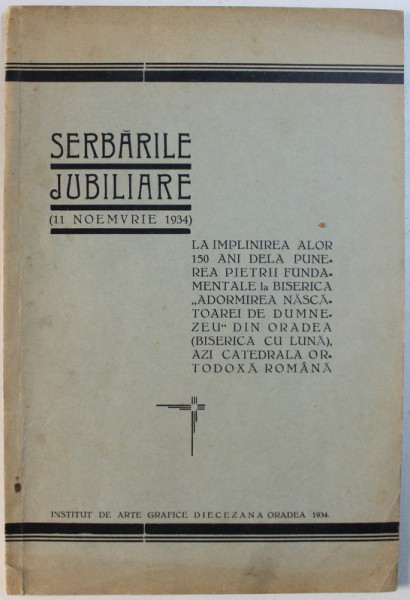 SERBĂRILE
JUBILIARE
(11 NOEMVRIE 1934)
LA IMPLINIREA ALOR
150 ANI DELA PUNE-
REA PIETRII FUNDA-
MENTALE la BISERICA
„ADORMIREA NĂSCĂ-
TOAREI DE DUMNE-
ZEU“ DIN ORADEA
(BISERICA CU LUNĂ),
AZI CATEDRALA OR-
TODOXĂ ROMÂNĂ
INSTITUT DE ARTE GRAFICE DIECEZANA ORADEA 1934.